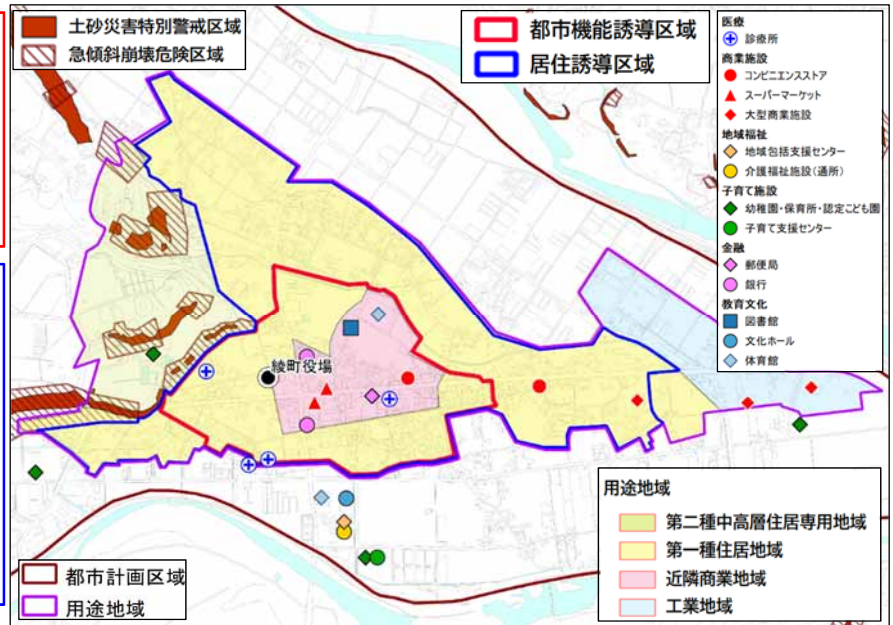 土砂災害特別警戒区域
急傾斜崩壊危険区域
都市機能誘導区域
居住誘導区域
医療
診療所
商業施設
コンビニエンスストア
スーパーマーケット
大型商業施設
地域福祉
地域包括支援センター
介護福祉施設(通所)
子育て施設
幼稚園・保育所・認定こども園
子育て支援センター
金融
郵便局
銀行
教育文化
図書館
文化ホール
体育館
綾町役場
用途地域
第二種中高層住居専用地域
第一種住居地域
近隣商業地域
工業地域
都市計画区域
用途地域